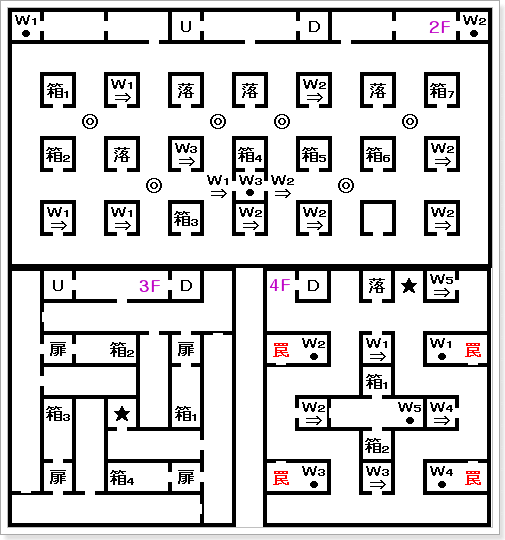 W1 U D 2F W2
箱1 W1⇒ 落 落 W2⇒ 落 箱7
◎ ◎ ◎ ◎
箱2 落 W3⇒ 箱4 箱5 箱6 W2⇒
◎ W1⇒ W3 W2⇒ ◎
W1⇒ W1⇒ 箱3 W2⇒ W2⇒ W2⇒
U 3F D 4F D 落 ★ W5⇒
扉 箱2 扉 罠 W2 W1⇒ W1 罠
箱1
箱3 ★ 箱1 W2⇒ W5 W4⇒
箱2
扉 箱4 扉 罠 W3 W3⇒ W4 罠